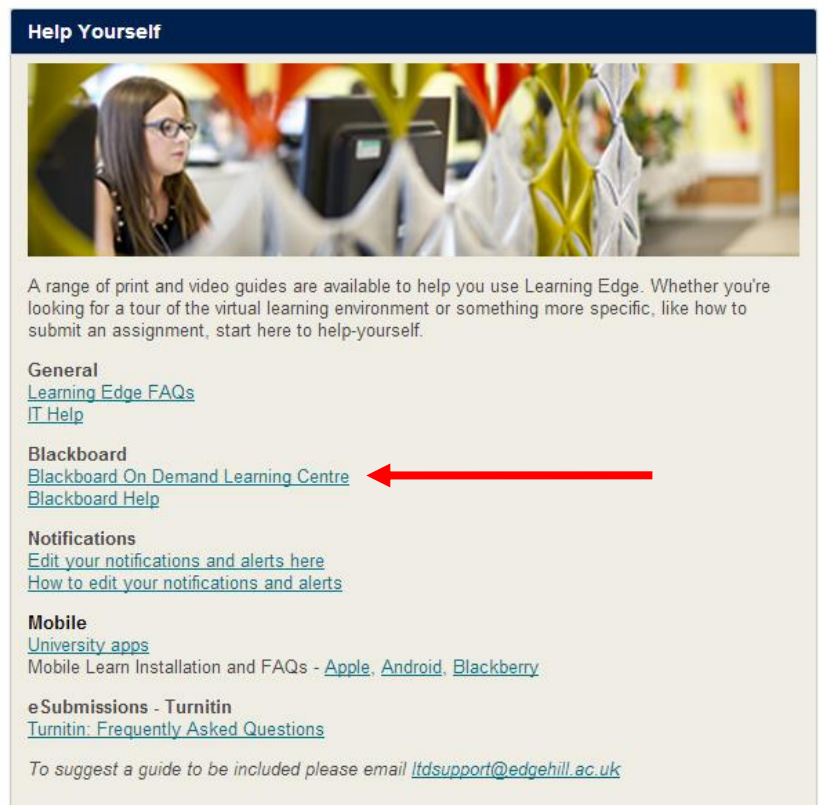 Help Yourself
A range of print and video guides are available to help you use Learning Edge. Whether you're
looking for a tour of the virtual learning environment or something more specific, like how to
submit an assignment, start here to help-yourself.
General
Learning Edge FAQs
IT Help
Blackboard
Blackboard On Demand Learning Centre
Blackboard Help
Notifications
Edit your notifications and alerts here
How to edit your notifications and alerts
Mobile
University apps
Mobile Learn Installation and FAQs - Apple, Android, Blackberry
eSubmissions - Turnitin
Turnitin: Frequently Asked Questions
To suggest a guide to be included please email ltdsupport@edgehill.ac.uk